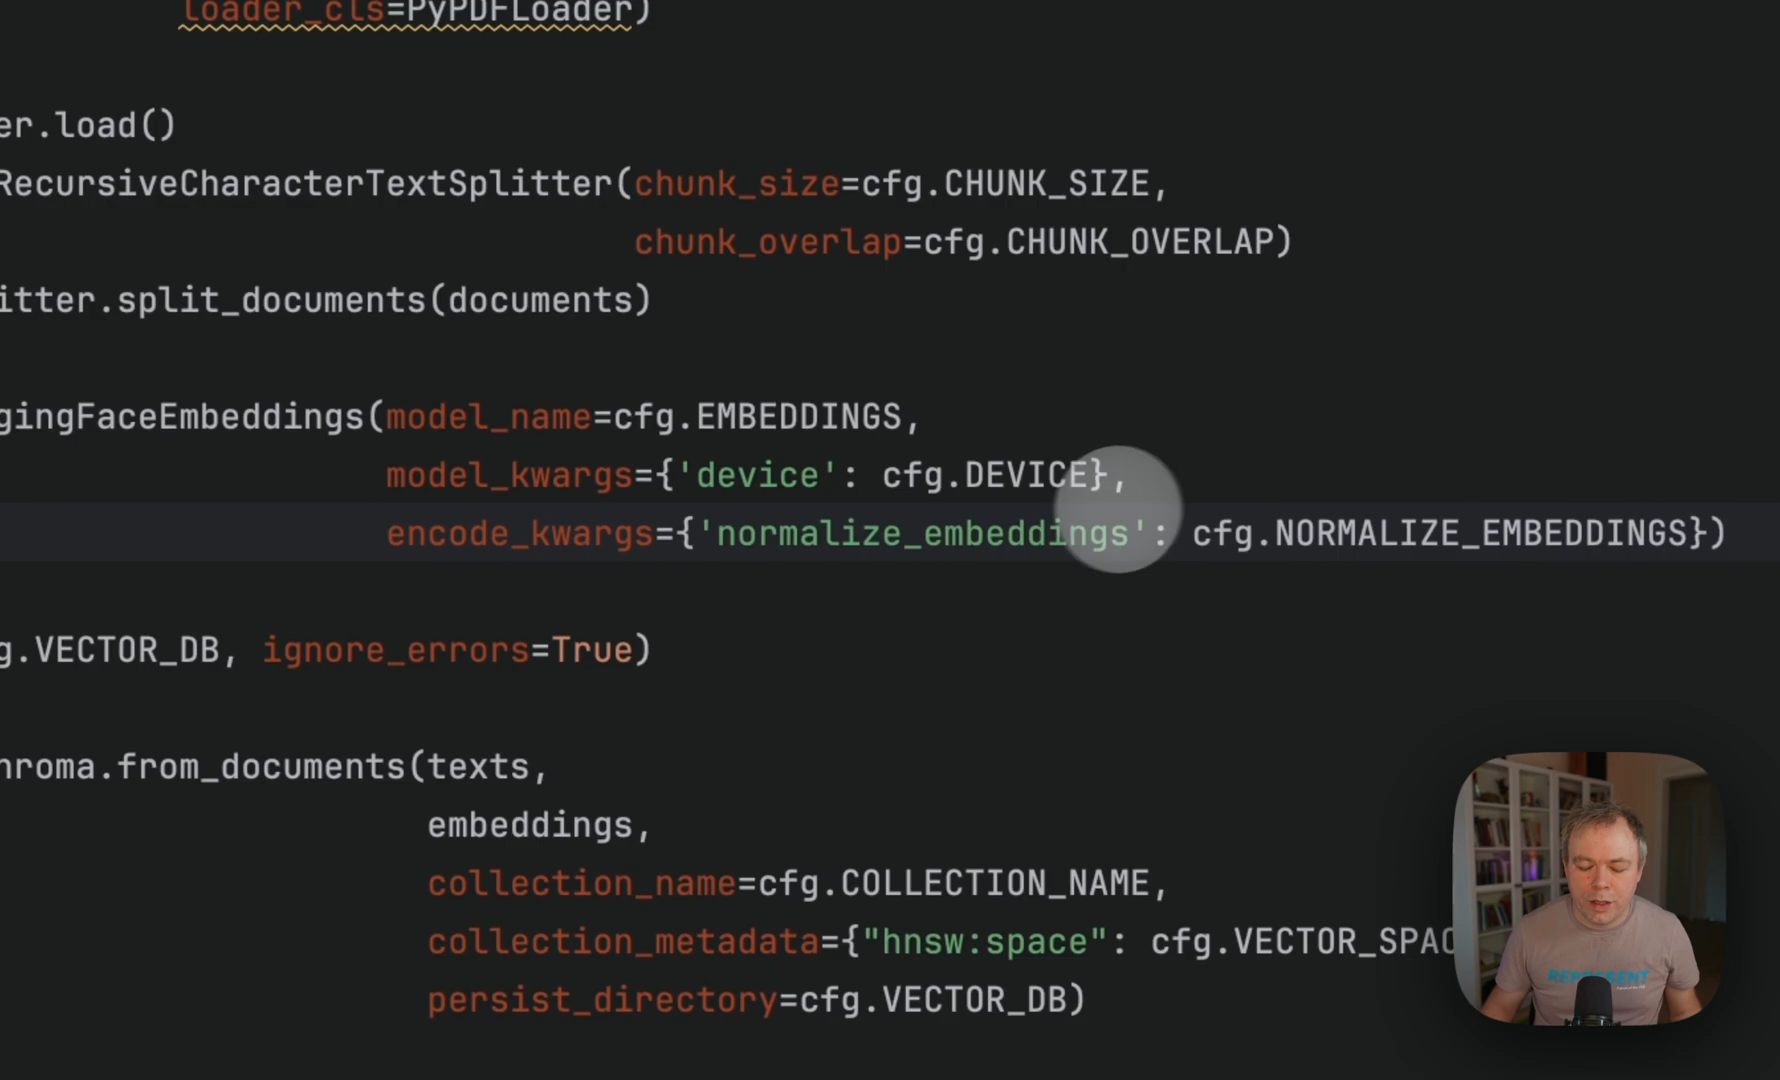 loader_cls=PyPDFLoader)
er.load()
RecursiveCharacterTextSplitter(chunk_size=cfg.CHUNK_SIZE,
chunk_overlap=cfg.CHUNK_OVERLAP)
itter.split_documents(documents)
gingFaceEmbeddings(model_name=cfg.EMBEDDINGS,
model_kwargs={'device': cfg.DEVICE},
encode_kwargs={'normalize_embeddings': cfg.NORMALIZE_EMBEDDINGS})
g.VECTOR_DB, ignore_errors=True)
hroma.from_documents(texts,
embeddings,
collection_name=cfg.COLLECTION_NAME,
collection_metadata={"hnsw:space": cfg.VECTOR_SPAC
persist_directory=cfg.VECTOR_DB)
REPRESENT